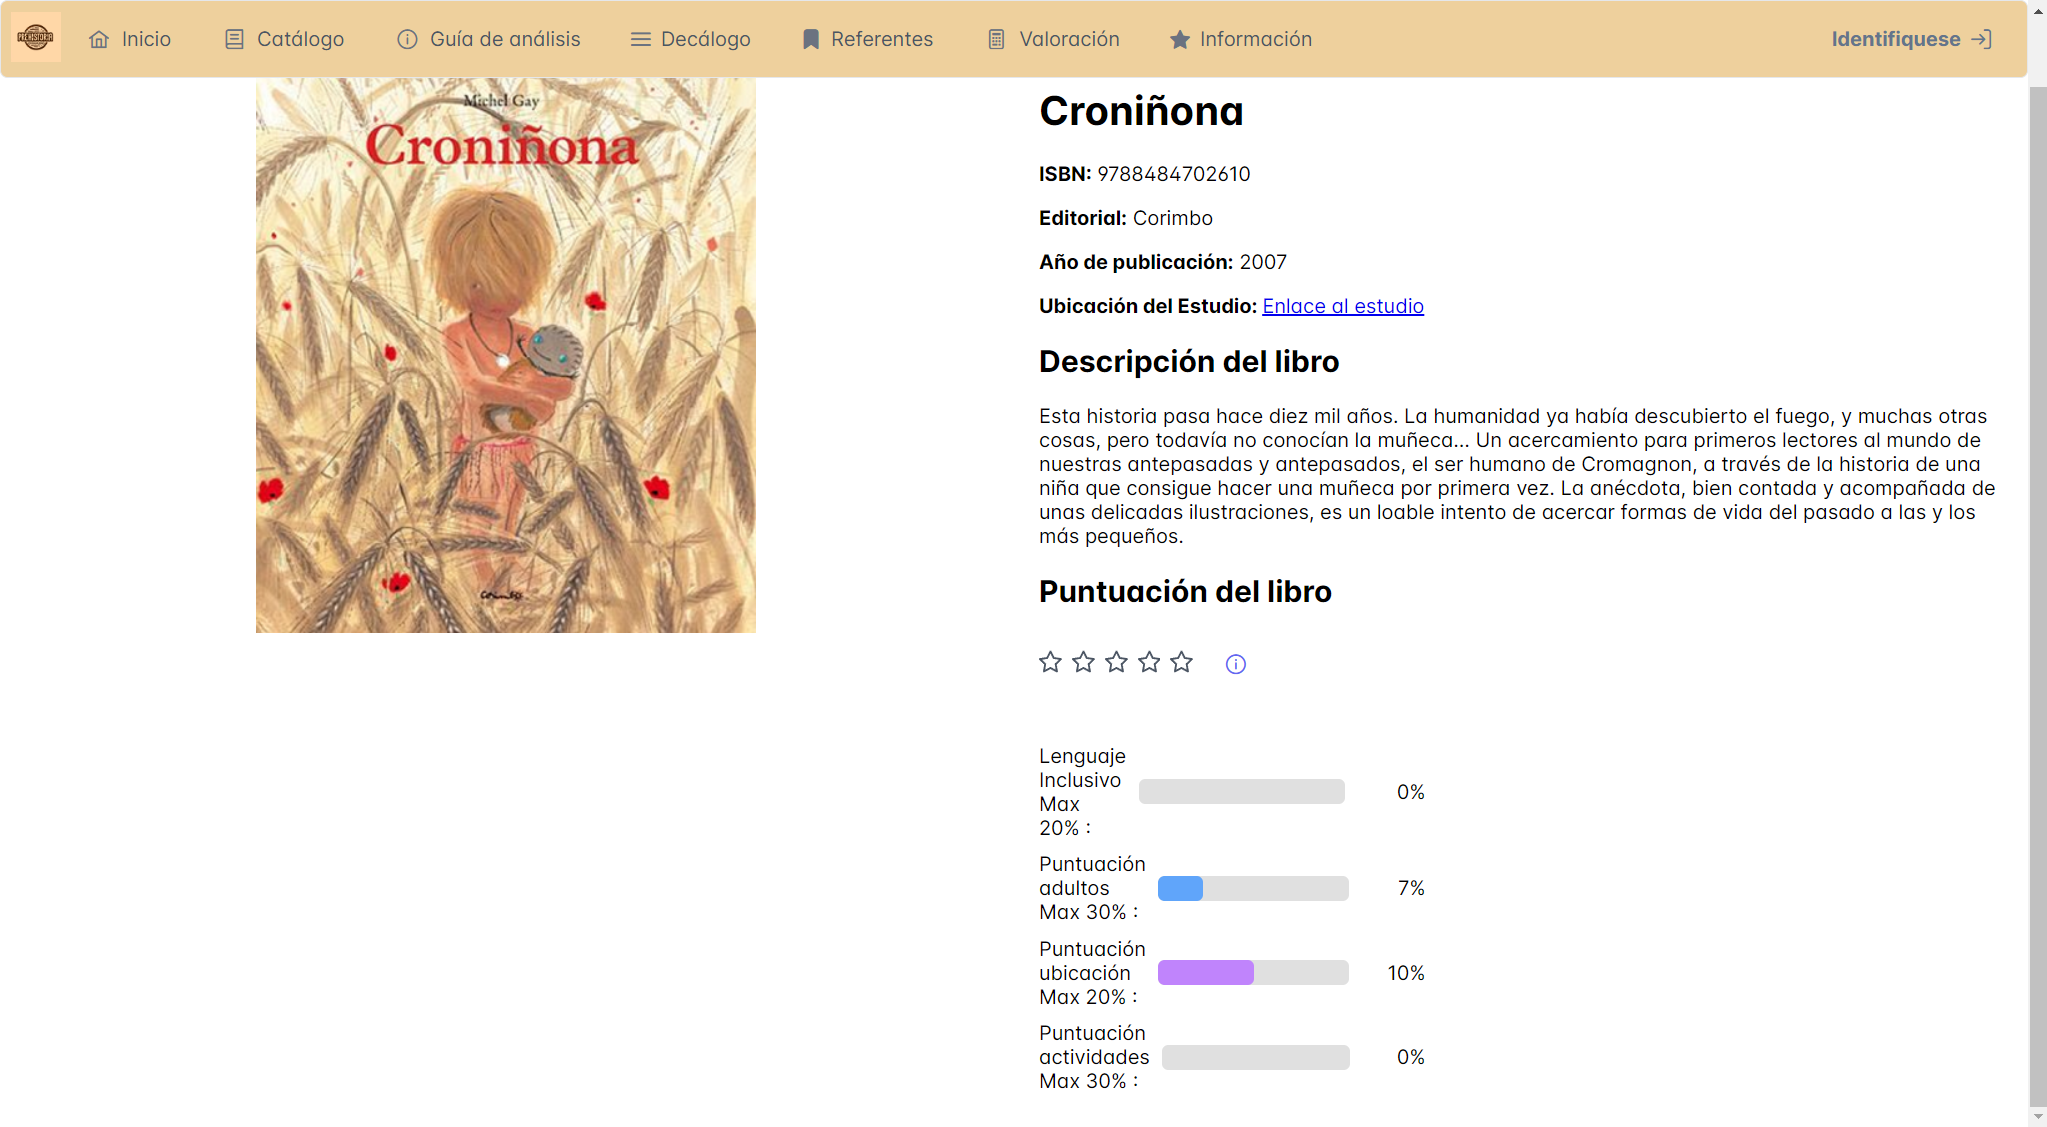 PREHISTORIA
Inicio
Catálogo
Guía de análisis
Decálogo
Referentes
Valoración
Información
Identifiquese
Michel Gay
Croniñona
Corimbo
Croniñona
ISBN: 9788484702610
Editorial: Corimbo
Año de publicación: 2007
Ubicación del Estudio: Enlace al estudio
Descripción del libro
Esta historia pasa hace diez mil años. La humanidad ya había descubierto el fuego, y muchas otras
cosas, pero todavía no conocían la muñeca... Un acercamiento para primeros lectores al mundo de
nuestras antepasadas y antepasados, el ser humano de Cromagnon, a través de la historia de una
niña que consigue hacer una muñeca por primera vez. La anécdota, bien contada y acompañada de
unas delicadas ilustraciones, es un loable intento de acercar formas de vida del pasado a las y los
más pequeños.
Puntuación del libro
Lenguaje
Inclusivo
Max
20% :
0%
Puntuación
adultos
Max 30% :
7%
Puntuación
ubicación
Max 20% :
10%
Puntuación
actividades
Max 30% :
0%